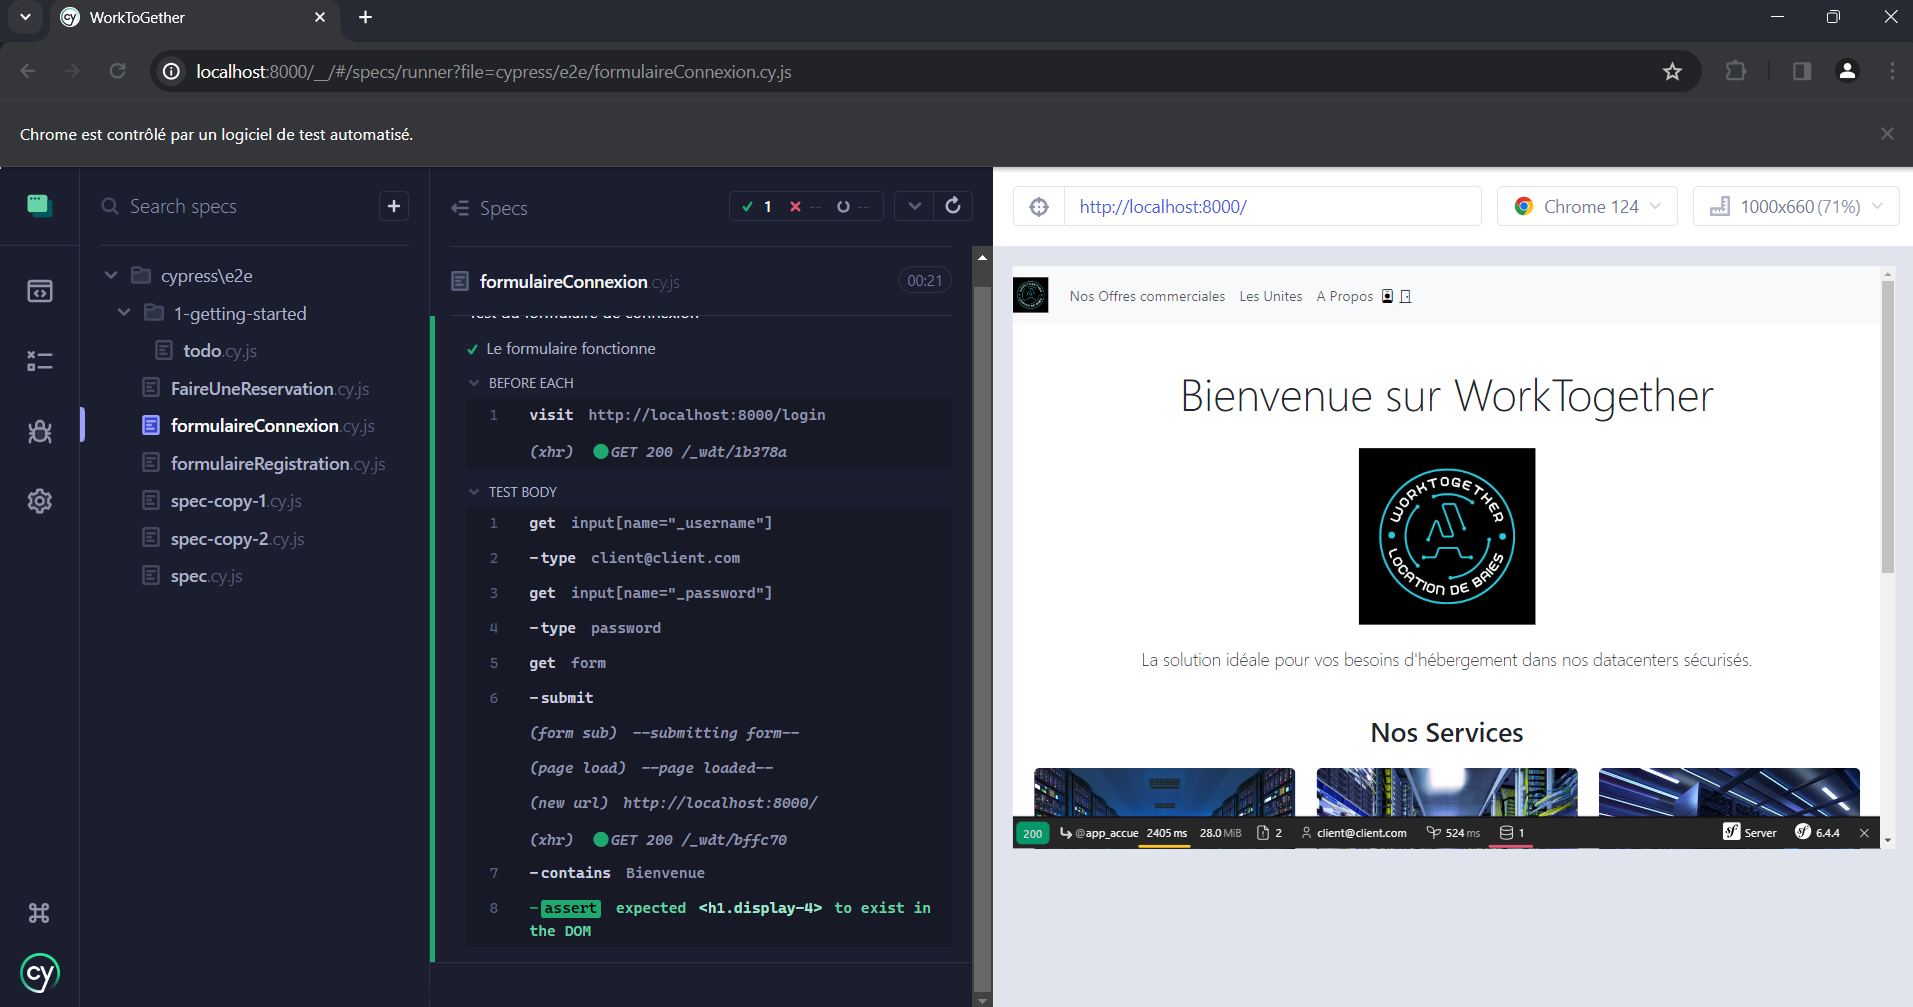 WorkToGether
localhost:8000/__/#/specs/runner?file=cypress/e2e/formulaireConnexion.cy.js
Chrome est contrôlé par un logiciel de test automatisé.
Search specs
cypress\e2e
1-getting-started
todo.cy.js
FaireUneReservation.cy.js
formulaireConnexion.cy.js
formulaireRegistration.cy.js
spec-copy-1.cy.js
spec-copy-2.cy.js
spec.cy.js
cy
Specs
1 -- --
formulaireConnexion.cy.js 00:21
Test du formulaire de connexion
Le formulaire fonctionne
BEFORE EACH
1 visit http://localhost:8000/login
(xhr) GET 200 /_wdt/1b378a
TEST BODY
1 get input[name="_username"]
2 -type client@client.com
3 get input[name="_password"]
4 -type password
5 get form
6 -submit
(form sub) --submitting form--
(page load) --page loaded--
(new url) http://localhost:8000/
(xhr) GET 200 /_wdt/bffc70
7 -contains Bienvenue
8 -assert expected <h1.display-4> to exist in
the DOM
http://localhost:8000/
Chrome 124
1000x660 (71%)
Nos Offres commerciales Les Unites A Propos
Bienvenue sur WorkTogether
WORKTOGETHER
LOCATION DE BAIES
La solution idéale pour vos besoins d'hébergement dans nos datacenters sécurisés.
Nos Services
200 @app_accue 2405 ms 28.0 MiB 2 client@client.com 524 ms 1 Server 6.4.4